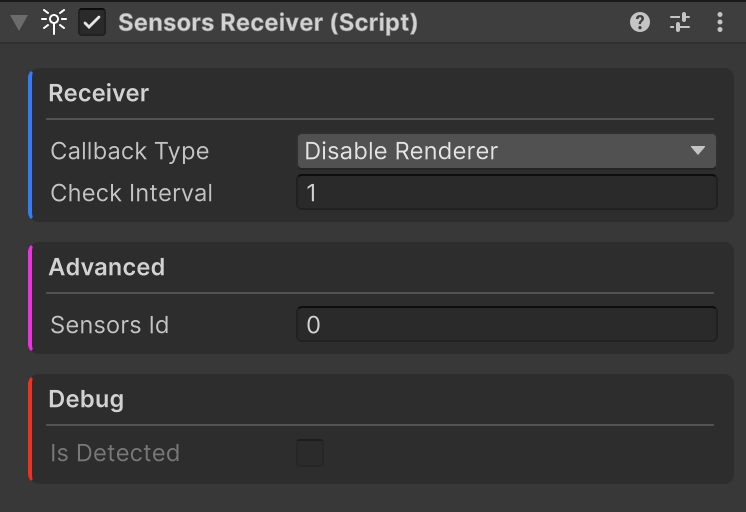 Sensors Receiver (Script)
Receiver
Callback Type Disable Renderer
Check Interval 1
Advanced
Sensors Id 0
Debug
Is Detected